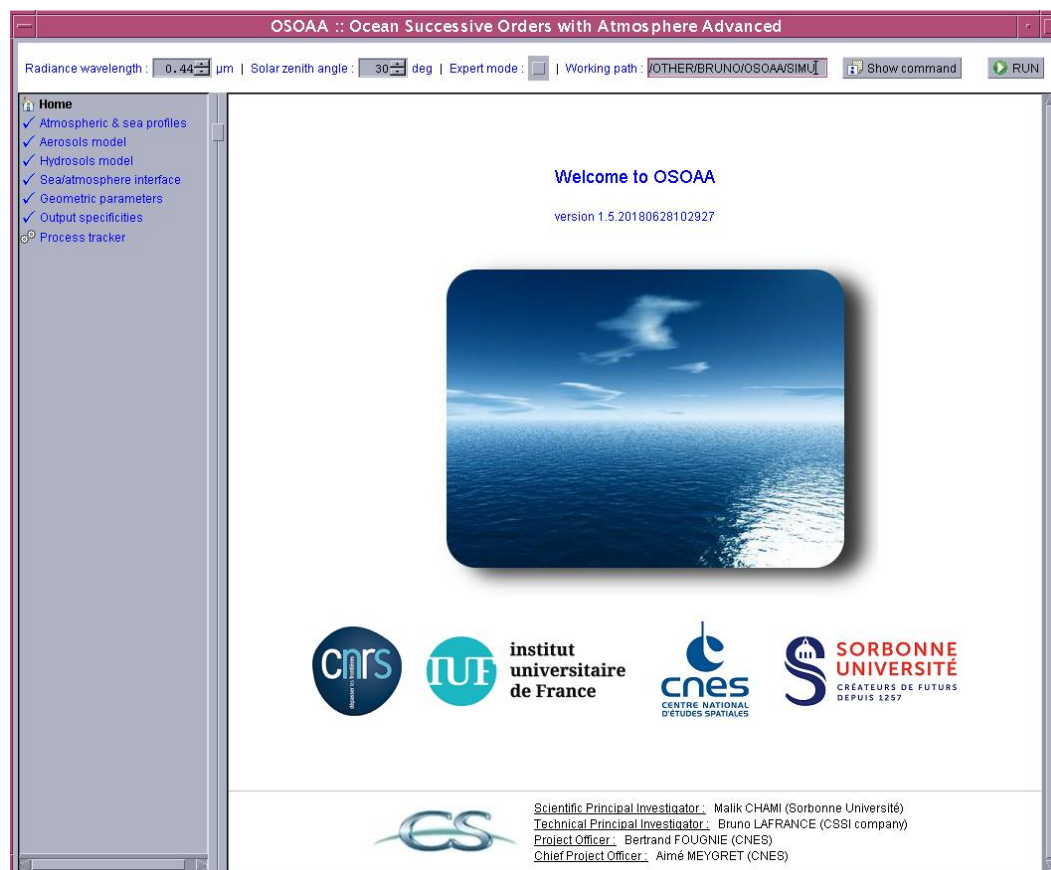 OSOAA :: Ocean Successive Orders with Atmosphere Advanced
Radiance wavelength : 0.44 µm | Solar zenith angle : 30 deg | Expert mode : | Working path : /OTHER/BRUNO/OSOAA/SIMU Show command RUN
Home
Atmospheric & sea profiles
Aerosols model
Hydrosols model
Sea/atmosphere interface
Geometric parameters
Output specificities
Process tracker
Welcome to OSOAA
version 1.5.20180628102927
cnrs
dépasser les frontières
IUF
institut
universitaire
de France
cnes
CENTRE NATIONAL
D'ÉTUDES SPATIALES
S
SORBONNE
UNIVERSITÉ
CRÉATEURS DE FUTURS
DEPUIS 1257
CS
Scientific Principal Investigator : Malik CHAMI (Sorbonne Université)
Technical Principal Investigator : Bruno LAFRANCE (CSSI company)
Project Officer : Bertrand FOUGNIE (CNES)
Chief Project Officer : Aimé MEYGRET (CNES)